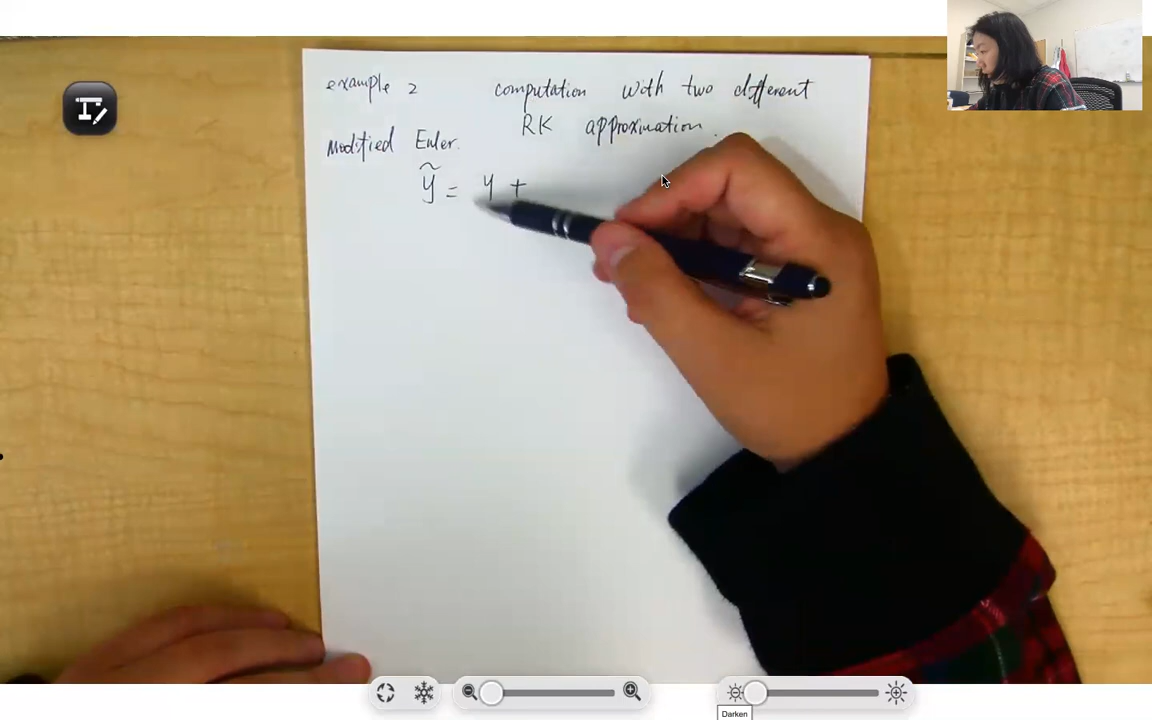 example 2 computation with two different
RK approximation.
Modified Euler.
ỹ = y +
Darken